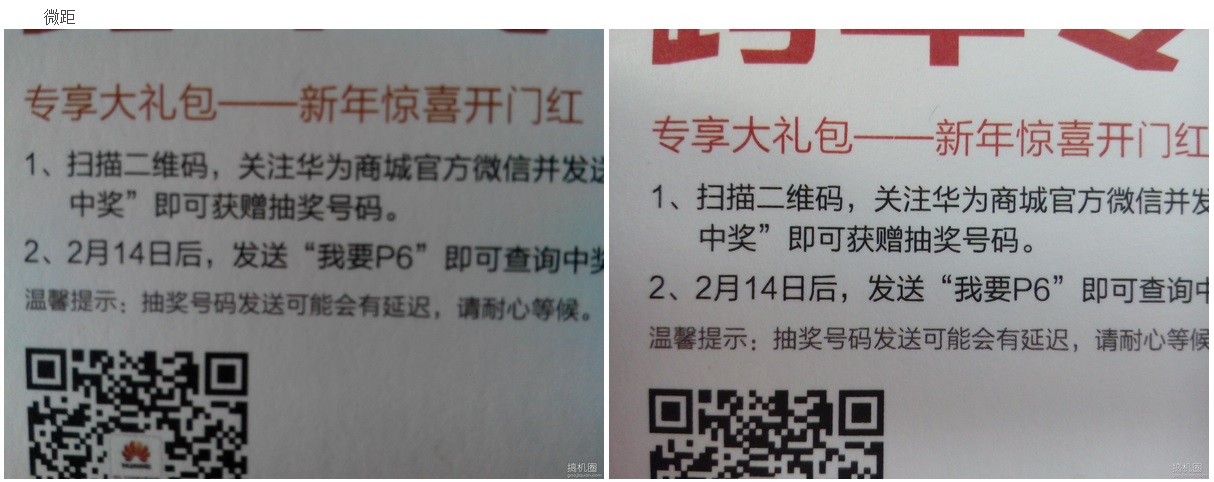 微距
专享大礼包——新年惊喜开门红
1、扫描二维码，关注华为商城官方微信并发送
中奖”即可获赠抽奖号码。
2、2月14日后，发送“我要P6”即可查询中奖
温馨提示：抽奖号码发送可能会有延迟，请耐心等候。
HUAWEI
搞机圈
跨年专
专享大礼包——新年惊喜开门红
1、扫描二维码，关注华为商城官方微信并发
中奖”即可获赠抽奖号码。
2、2月14日后，发送“我要P6”即可查询中
温馨提示：抽奖号码发送可能会有延迟，请耐心等候
搞机圈